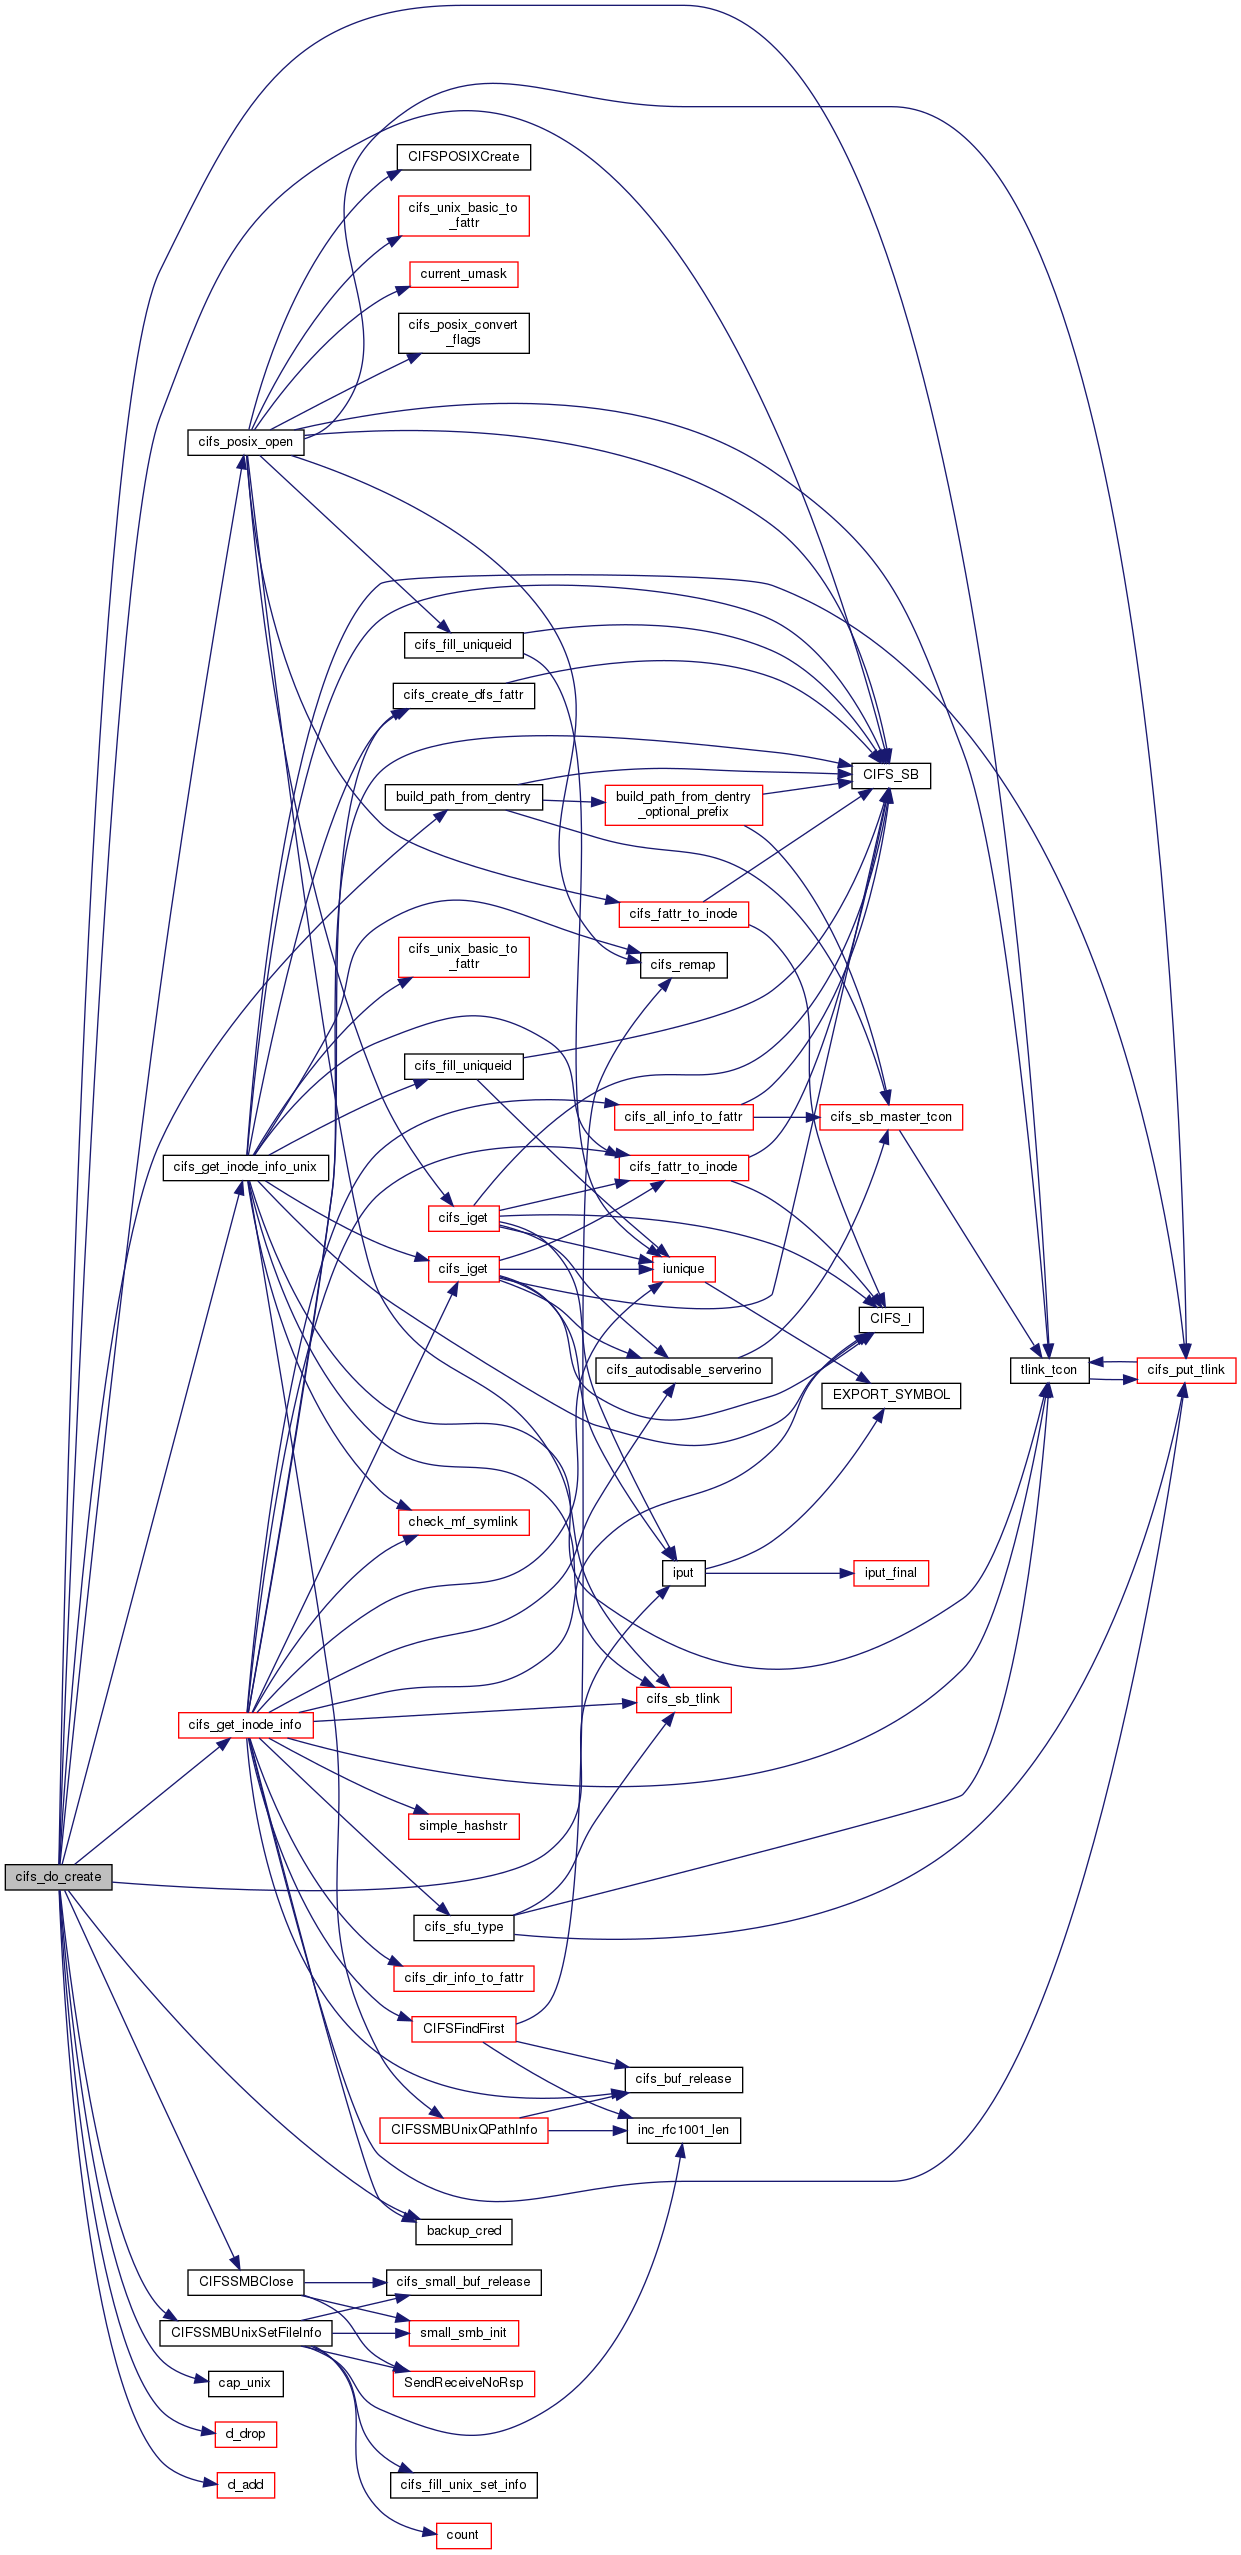 CIFSPOSIXCreate
cifs_unix_basic_to
_fattr
current_umask
cifs_posix_convert
_flags
cifs_posix_open
cifs_fill_uniqueid
cifs_create_dfs_fattr
CIFS_SB
build_path_from_dentry
build_path_from_dentry
_optional_prefix
cifs_fattr_to_inode
cifs_unix_basic_to
_fattr
cifs_remap
cifs_fill_uniqueid
cifs_all_info_to_fattr
cifs_sb_master_tcon
cifs_get_inode_info_unix
cifs_fattr_to_inode
cifs_iget
cifs_iget
iunique
CIFS_I
cifs_autodisable_serverino
tlink_tcon
cifs_put_tlink
EXPORT_SYMBOL
check_mf_symlink
iput
iput_final
cifs_sb_tlink
cifs_get_inode_info
simple_hashstr
cifs_do_create
cifs_sfu_type
cifs_dir_info_to_fattr
CIFSFindFirst
cifs_buf_release
CIFSSMBUnixQPathInfo
inc_rfc1001_len
backup_cred
CIFSSMBClose
cifs_small_buf_release
CIFSSMBUnixSetFileInfo
small_smb_init
cap_unix
SendReceiveNoRsp
d_drop
d_add
cifs_fill_unix_set_info
count